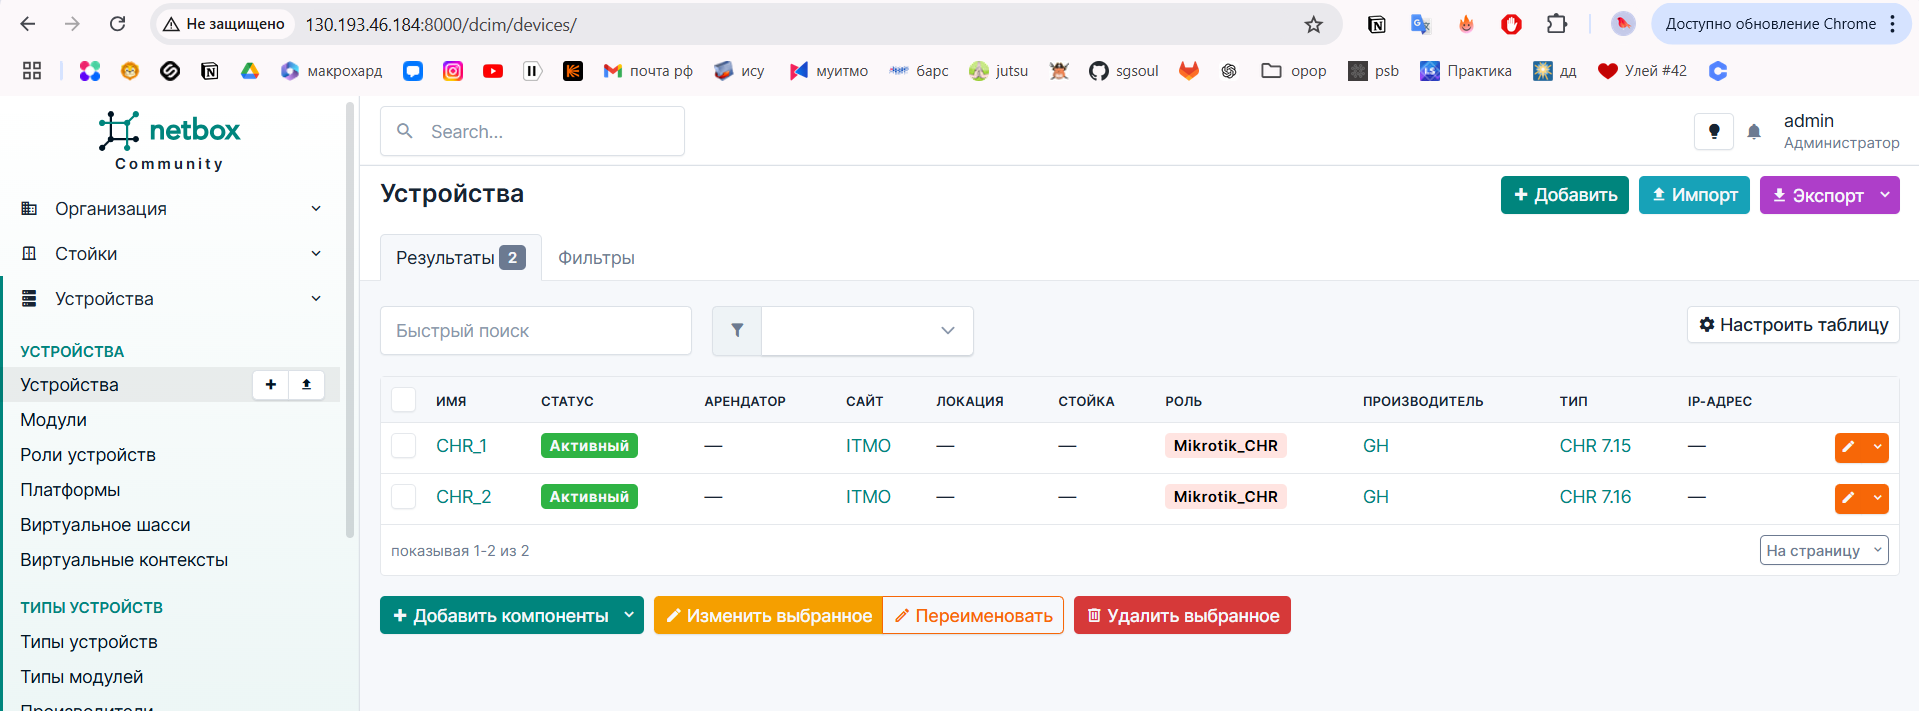 Не защищено
130.193.46.184:8000/dcim/devices/
Доступно обновление Chrome
макрохард
почта рф
ису
муитмо
барс
jutsu
sgsoul
opop
psb
Практика
дд
Улей #42
netbox
Community
Search...
admin
Администратор
Организация
Стойки
Устройства
УСТРОЙСТВА
Устройства
Модули
Роли устройств
Платформы
Виртуальное шасси
Виртуальные контексты
ТИПЫ УСТРОЙСТВ
Типы устройств
Типы модулей
Производители
Устройства
Добавить Импорт Экспорт
Результаты 2 Фильтры
Быстрый поиск
Настроить таблицу
ИМЯ СТАТУС АРЕНДАТОР САЙТ ЛОКАЦИЯ СТОЙКА РОЛЬ ПРОИЗВОДИТЕЛЬ ТИП IP-АДРЕС
CHR_1 Активный — ITMO — — Mikrotik_CHR GH CHR 7.15 —
CHR_2 Активный — ITMO — — Mikrotik_CHR GH CHR 7.16 —
показывая 1-2 из 2
На страницу
Добавить компоненты Изменить выбранное Переименовать Удалить выбранное